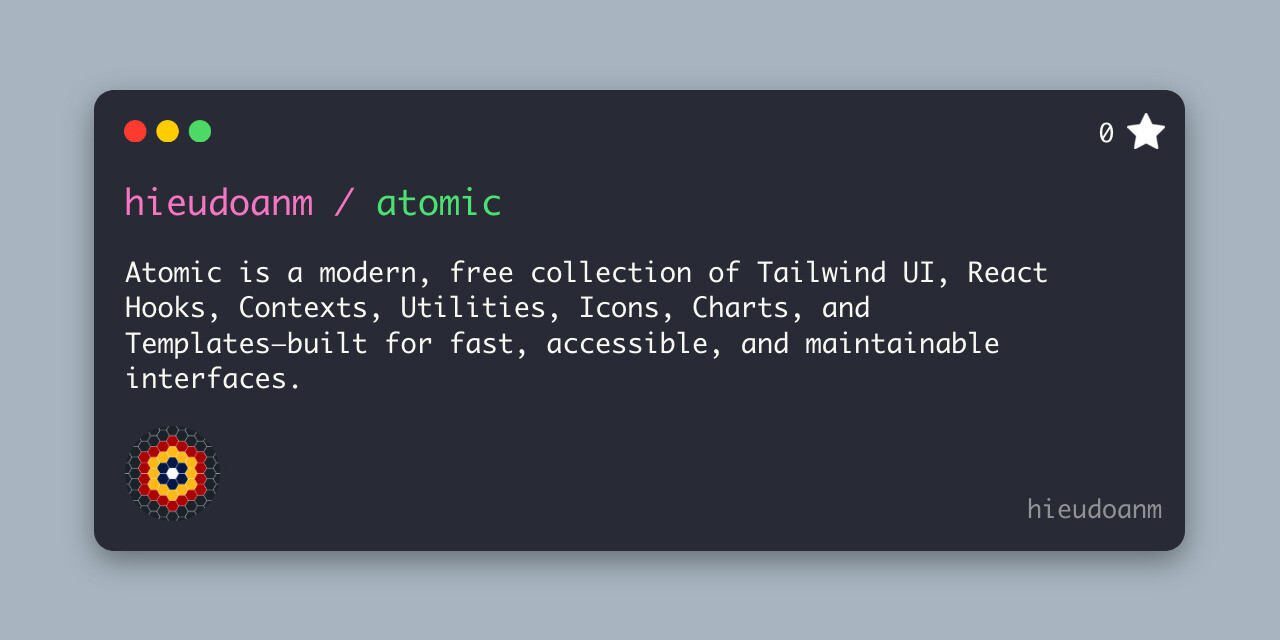 0
hieudoanm / atomic
Atomic is a modern, free collection of Tailwind UI, React
Hooks, Contexts, Utilities, Icons, Charts, and
Templates—built for fast, accessible, and maintainable
interfaces.
hieudoanm